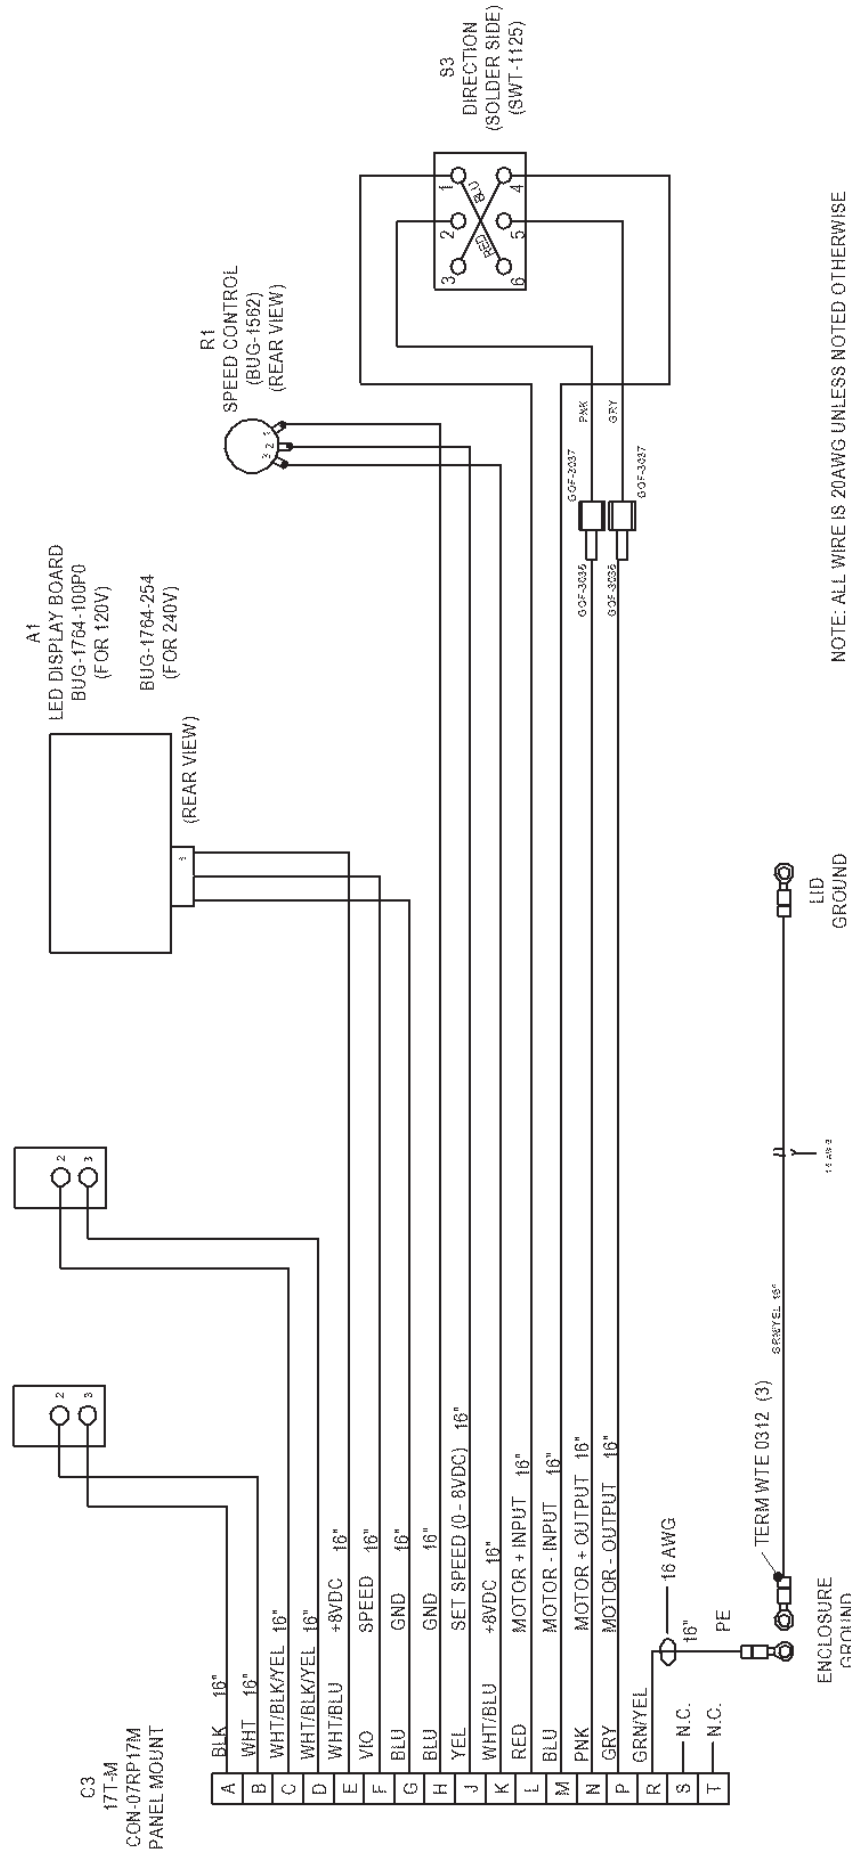 C3
17T-M
CON-07RP17M
PANEL MOUNT
A
B
C
D
E
F
G
H
J
K
L
M
N
P
R
S
T
BLK 16"
WHT 16"
WHT/BLK/YEL 16"
WHT/BLK/YEL 16"
WHT/BLU +8VDC 16"
VIO SPEED 16"
BLU GND 16"
BLU GND 16"
YEL SET SPEED (0 - 8VDC) 16"
WHT/BLU +8VDC 16"
RED MOTOR + INPUT 16"
BLU MOTOR - INPUT 16"
PNK MOTOR + OUTPUT 16"
GRY MOTOR - OUTPUT 16"
GRN/YEL
N.C.
N.C.
16 AWG
16"
PE
2
3
2
3
A1
LED DISPLAY BOARD
BUG-1764-100P0
(FOR 120V)
BUG-1764-254
(FOR 240V)
(REAR VIEW)
R1
SPEED CONTROL
(BUG-1562)
(REAR VIEW)
3
2
1
S3
DIRECTION
(SOLDER SIDE)
(SWT-1125)
3
2
1
RED
BLU
6
5
4
PNK
GRY
GOF-3037
GOF-3037
GOF-3036
GOF-3036
ENCLOSURE
GROUND
TERM WTE 0312 (3)
GRN/YEL 16"
LID
GROUND
NOTE: ALL WIRE IS 20AWG UNLESS NOTED OTHERWISE